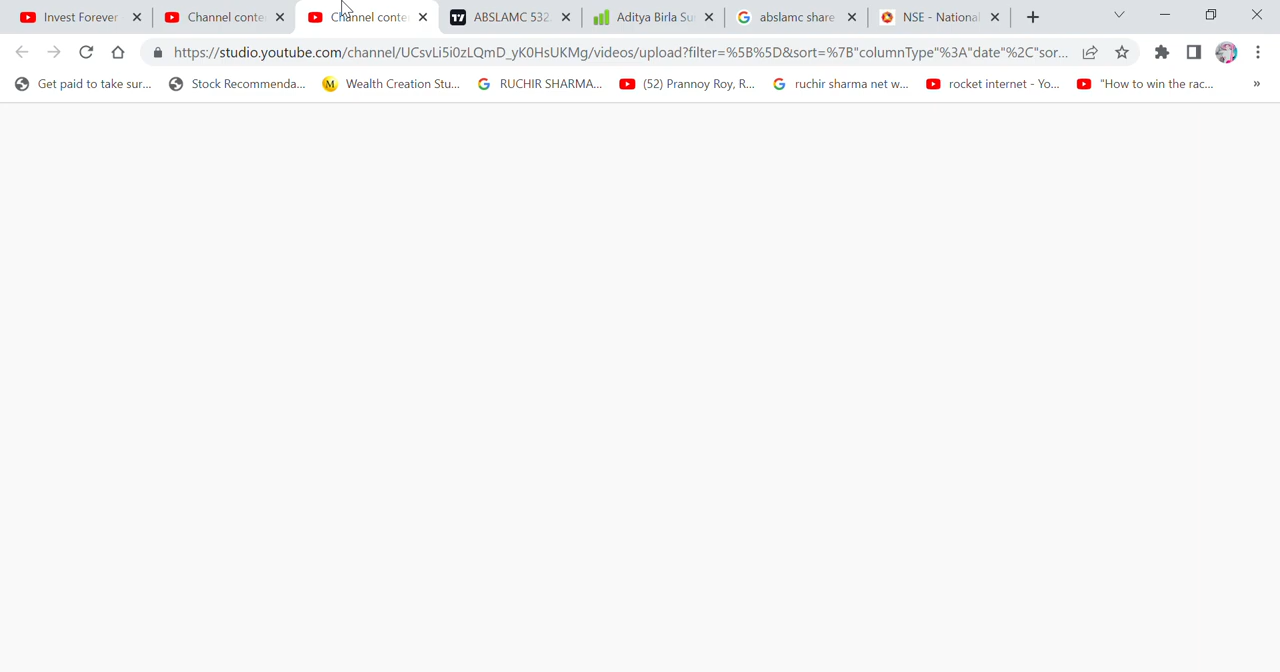 Invest Forever Channel conte Channel conte ABSLAMC 532. Aditya Birla Su abslamc share NSE - National
https://studio.youtube.com/channel/UCsvLi5i0zLQmD_yK0HsUKMg/videos/upload?filter=%5B%5D&sort=%7B"columnType"%3A"date"%2C"sor...
Get paid to take sur... Stock Recommenda... M Wealth Creation Stu... RUCHIR SHARMA... (52) Prannoy Roy, R... ruchir sharma net w... rocket internet - Yo... "How to win the rac... »